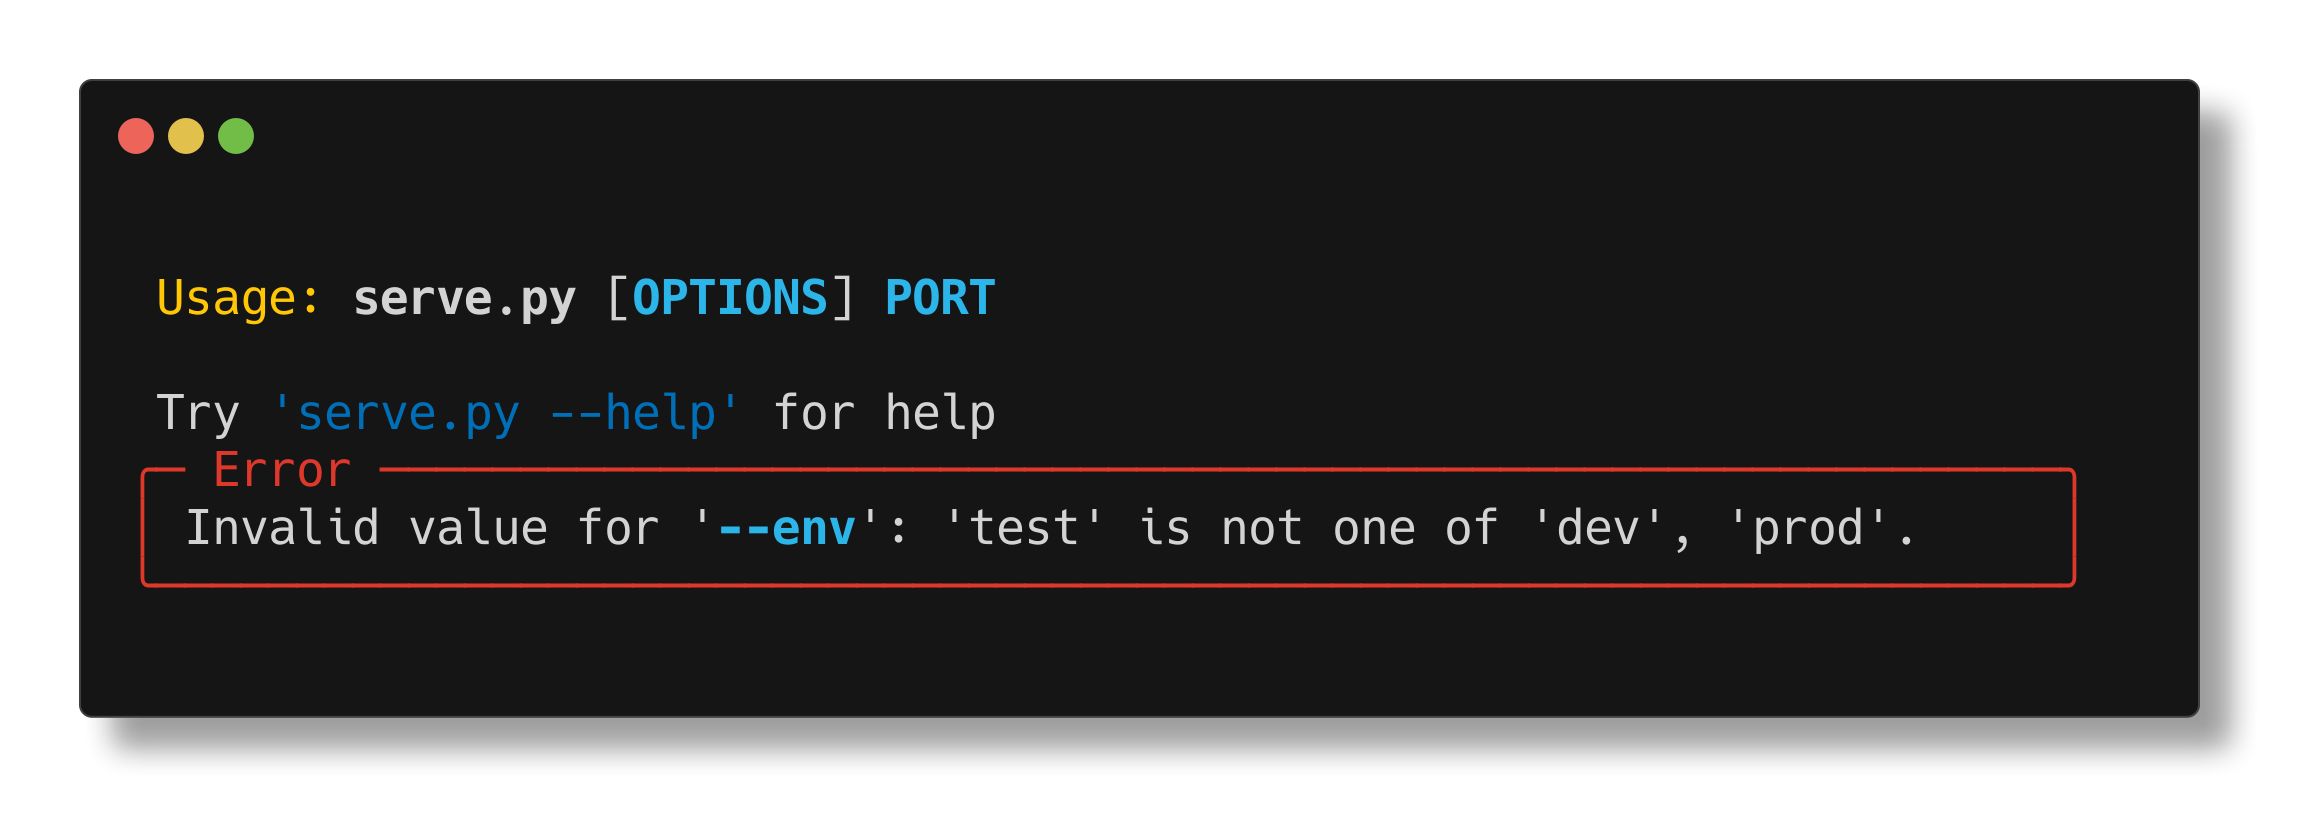 Usage: serve.py [OPTIONS] PORT
Try 'serve.py --help' for help
Error
Invalid value for '--env': 'test' is not one of 'dev', 'prod'.